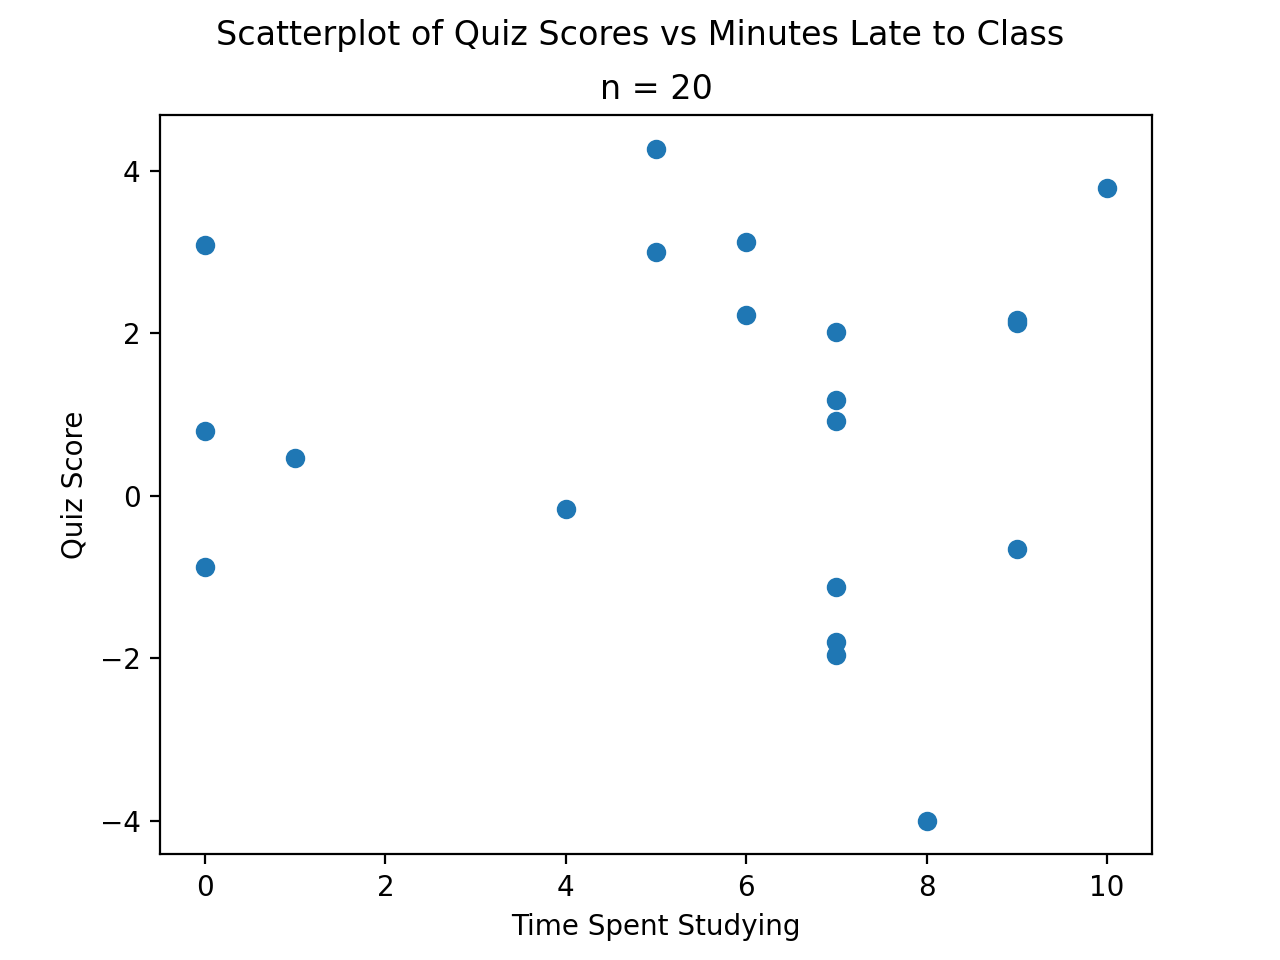 Scatterplot of Quiz Scores vs Minutes Late to Class
n = 20
4
2
0
−2
−4
Quiz Score
0 2 4 6 8 10
Time Spent Studying